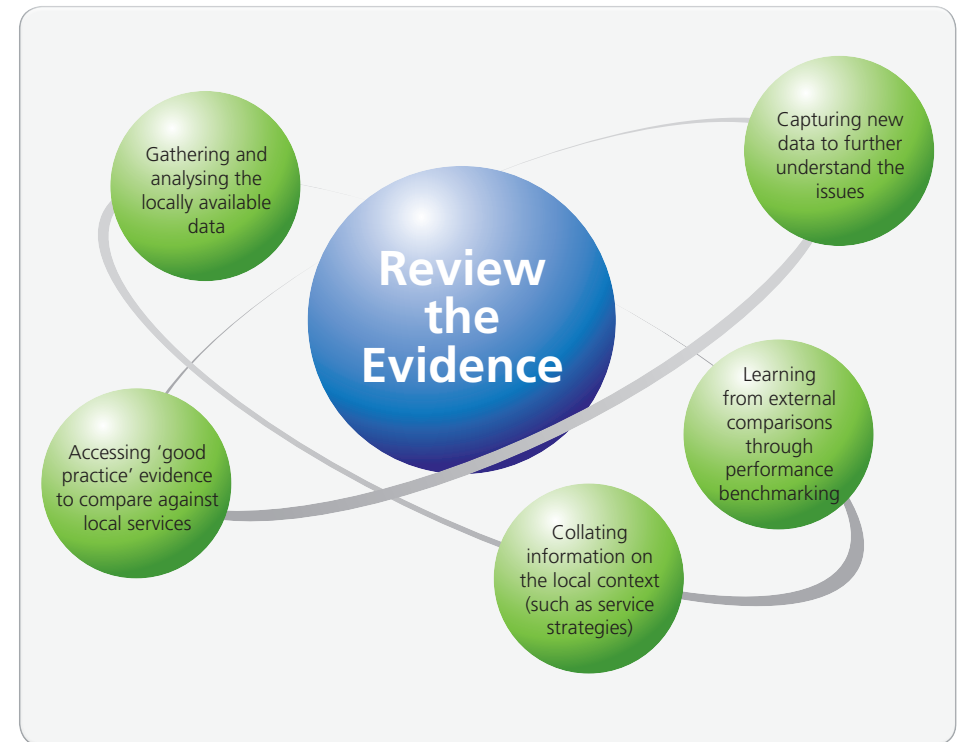 Gathering and
analysing the
locally available
data
Capturing new
data to further
understand the
issues
Review
the
Evidence
Learning
from external
comparisons
through
performance
benchmarking
Accessing ‘good
practice’ evidence
to compare against
local services
Collating
information on
the local context
(such as service
strategies)